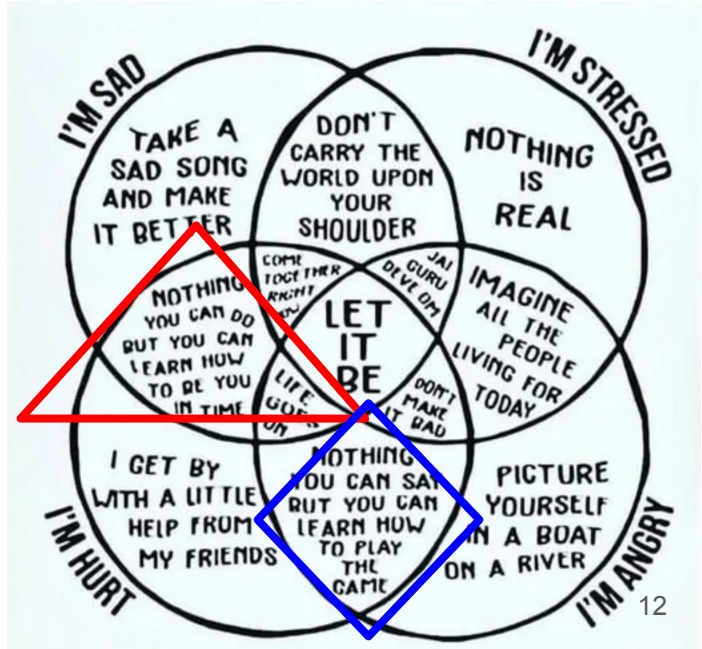 I'M SAD
I'M STRESSED
TAKE A
SAD SONG
AND MAKE
IT BETTER
DON'T
CARRY THE
WORLD UPON
YOUR
SHOULDER
NOTHING
IS
REAL
NOTHING
YOU CAN DO
BUT YOU CAN
LEARN HOW
TO BE YOU
IN TIME
COME
TOGETHER
RIGHT
JAI
GURU
DEVE OM
LET
IT
BE
IMAGINE
ALL THE
PEOPLE
LIVING FOR
TODAY
LIFE
GOES
ON
DON'T
MAKE
IT BAD
I GET BY
WITH A LITTLE
HELP FROM
MY FRIENDS
NOTHING
YOU CAN SAY
BUT YOU CAN
LEARN HOW
TO PLAY
THE
GAME
PICTURE
YOURSELF
IN A BOAT
ON A RIVER
I'M HURT
I'M ANGRY
12